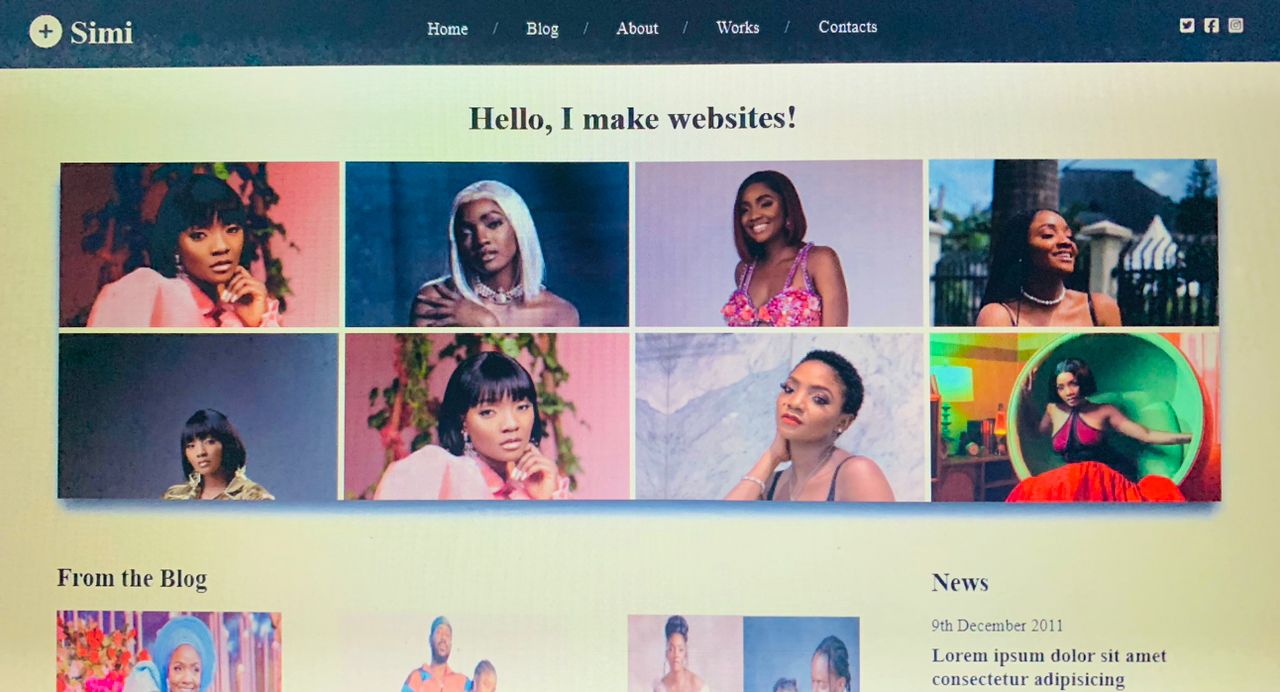 Simi
Home / Blog / About / Works / Contacts
Hello, I make websites!
From the Blog
News
9th December 2011
Lorem ipsum dolor sit amet
consectetur adipisicing